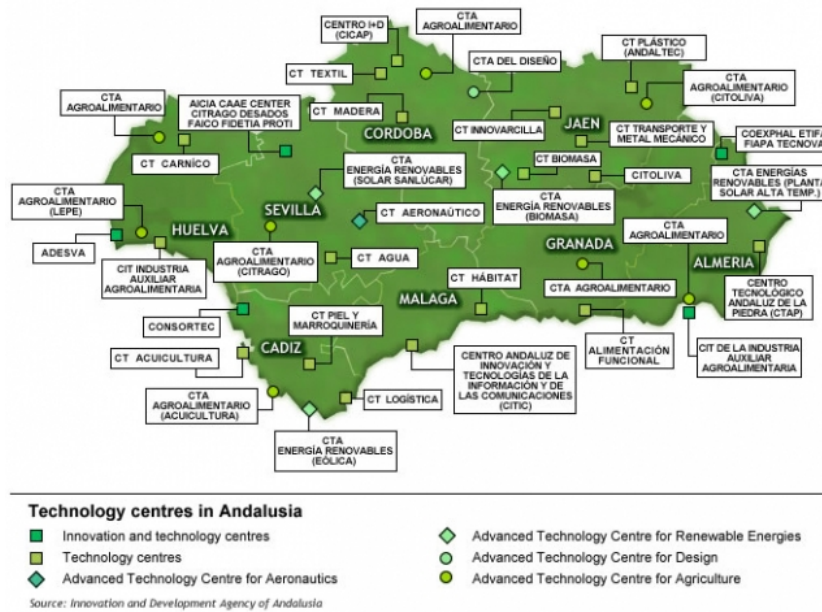 CENTRO I+D
(CICAP)
CTA
AGROALIMENTARIO
CT TEXTIL
CTA DEL DISEÑO
CT PLÁSTICO
(ANDALTEC)
CTA
AGROALIMENTARIO
(CITOLIVA)
CTA
AGROALIMENTARIO
AICIA CAAE CENTER
CITRAGO DESADOS
FAICO FIDETIA PROTI
CT MADERA
CORDOBA
CT INNOVARCILLA
JAEN
CT TRANSPORTE Y
METAL MECÁNICO
COEXPHAL ETIFA
FIAPA TECNOVA
CT CARNÍCO
CTA
ENERGÍA RENOVABLES
(SOLAR SANLÚCAR)
CT BIOMASA
CITOLIVA
CTA ENERGÍAS
RENOVABLES (PLANTA
SOLAR ALTA TEMP.)
CTA
AGROALIMENTARIO
(LEPE)
HUELVA
SEVILLA
CT AERONAÚTICO
CTA
ENERGÍA RENOVABLES
(BIOMASA)
CTA
AGROALIMENTARIO
ADESVA
CIT INDUSTRIA
AUXILIAR
AGROALIMENTARIA
CTA
AGROALIMENTARIO
(CITRAGO)
CT AGUA
GRANADA
ALMERIA
CT HÁBITAT
CTA AGROALIMENTARIO
CENTRO
TECNOLÓGICO
ANDALUZ DE LA
PIEDRA (CTAP)
MALAGA
CONSORTEC
CT PIEL Y
MARROQUINERÍA
CT
ALIMENTACIÓN
FUNCIONAL
CIT DE LA INDUSTRIA
AUXILIAR
AGROALIMENTARIA
CADIZ
CT ACUICULTURA
CENTRO ANDALUZ DE
INNOVACIÓN Y
TECNOLOGÍAS DE LA
INFORMACIÓN Y DE
LAS COMUNICACIONES
(CITIC)
CTA
AGROALIMENTARIO
(ACUICULTURA)
CT LOGÍSTICA
CTA
ENERGÍA RENOVABLES
(EÓLICA)
Technology centres in Andalusia
Innovation and technology centres
Technology centres
Advanced Technology Centre for Aeronautics
Advanced Technology Centre for Renewable Energies
Advanced Technology Centre for Design
Advanced Technology Centre for Agriculture
Source: Innovation and Development Agency of Andalusia